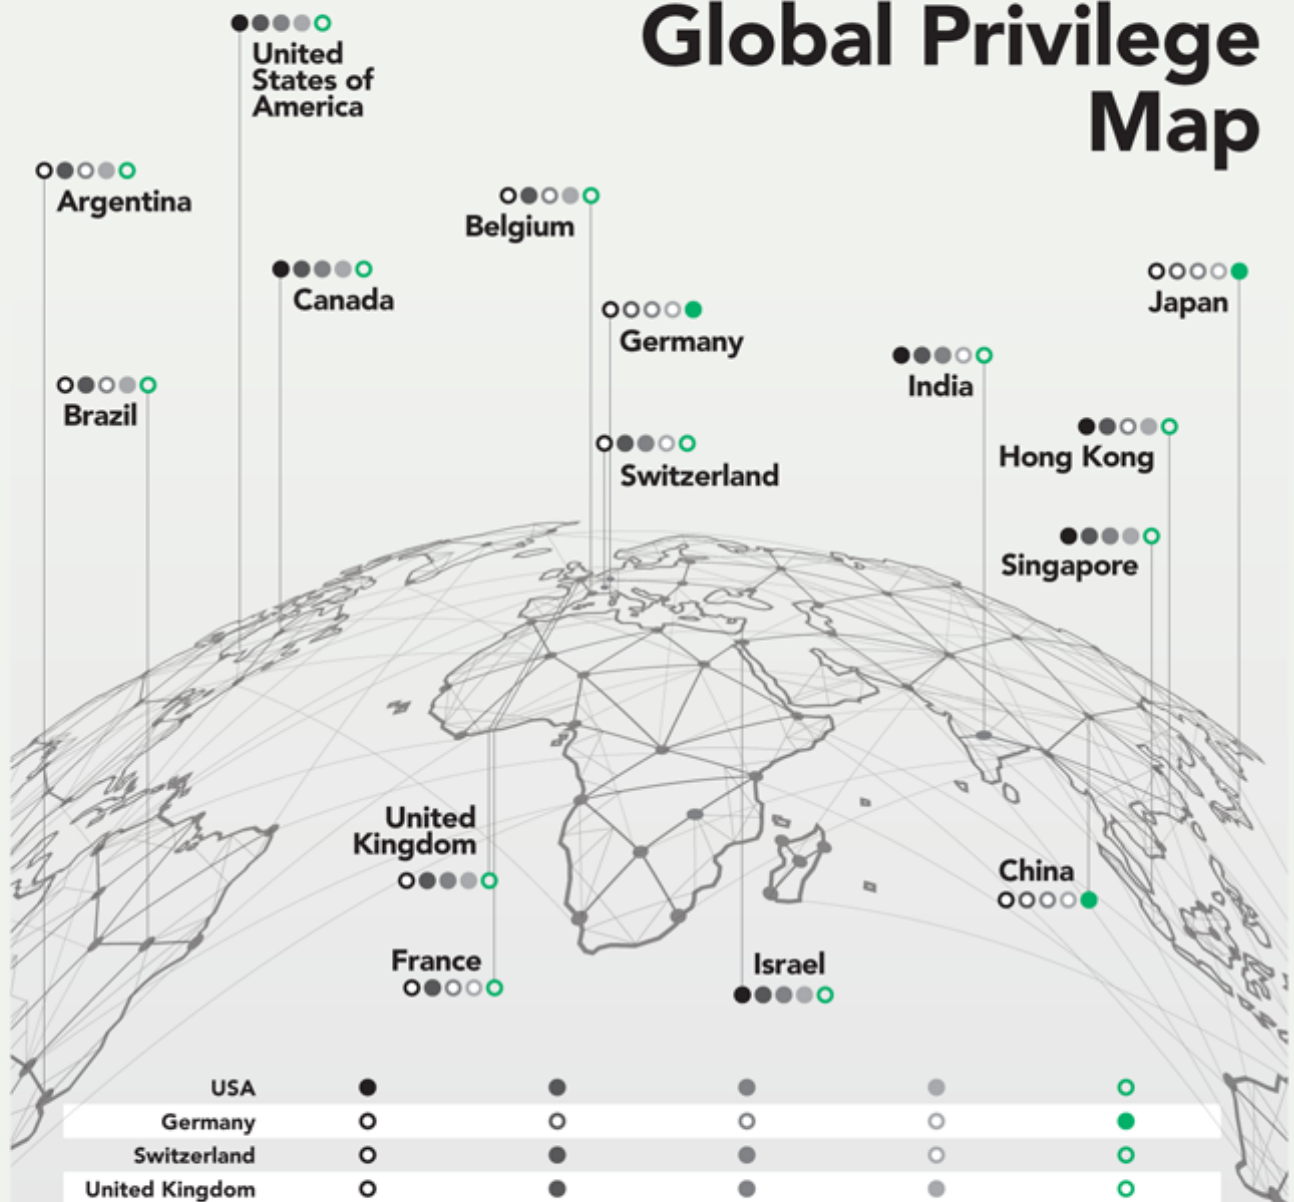 Global Privilege
Map
United
States of
America
Argentina
Belgium
Canada
Japan
Germany
India
Brazil
Hong Kong
Switzerland
Singapore
United
Kingdom
China
France
Israel
USA
Germany
Switzerland
United Kingdom